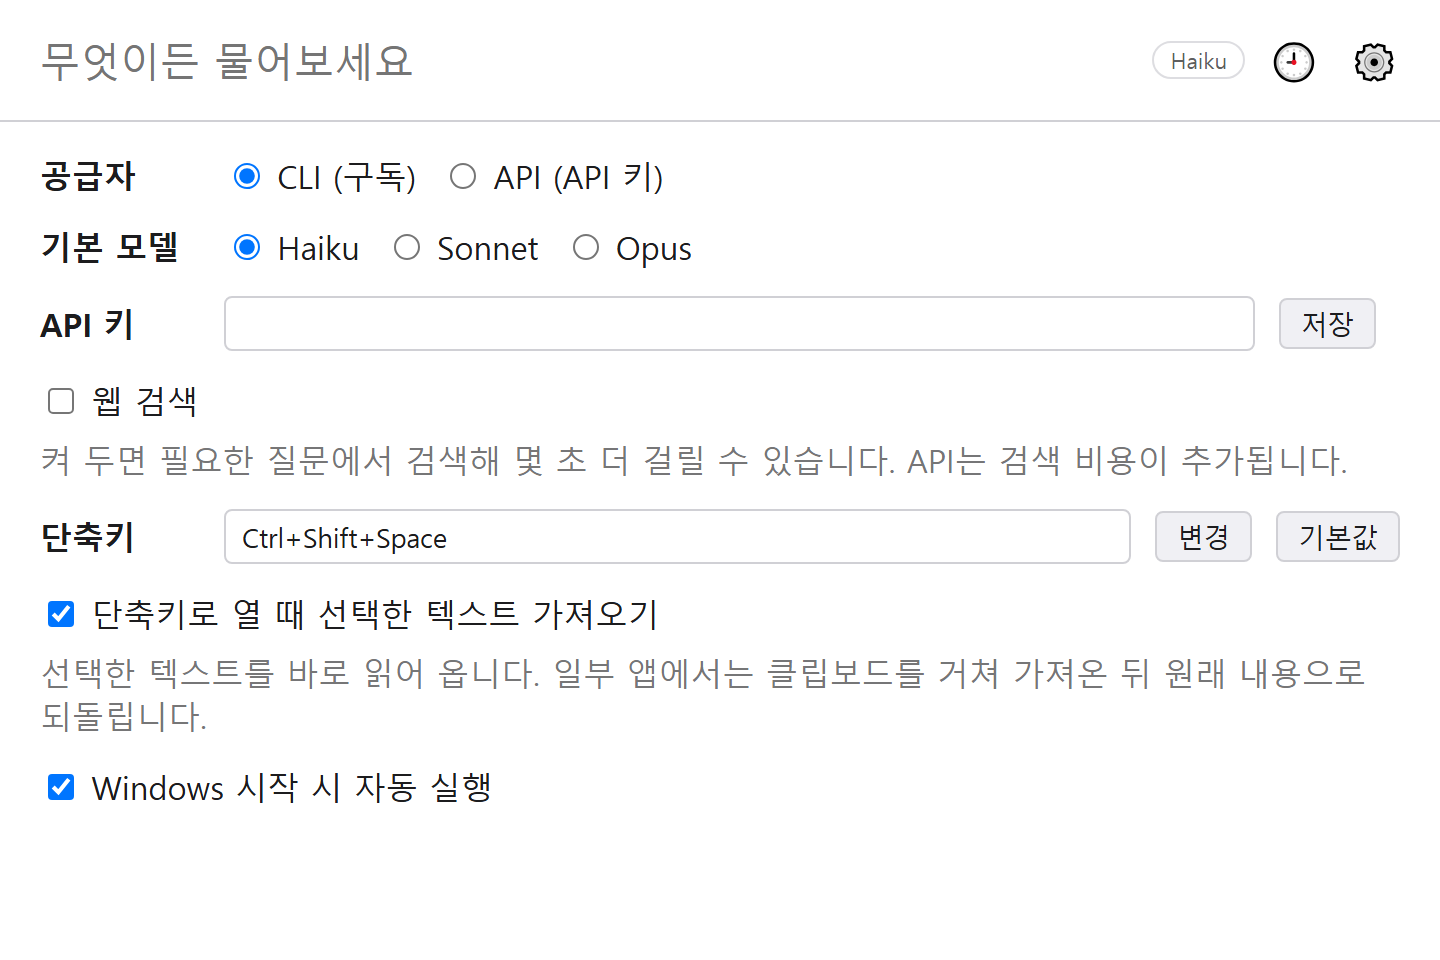 무엇이든 물어보세요 Haiku
공급자 CLI (구독) API (API 키)
기본 모델 Haiku Sonnet Opus
API 키 저장
웹 검색
켜 두면 필요한 질문에서 검색해 몇 초 더 걸릴 수 있습니다. API는 검색 비용이 추가됩니다.
단축키 Ctrl+Shift+Space 변경 기본값
단축키로 열 때 선택한 텍스트 가져오기
선택한 텍스트를 바로 읽어 옵니다. 일부 앱에서는 클립보드를 거쳐 가져온 뒤 원래 내용으로
되돌립니다.
Windows 시작 시 자동 실행